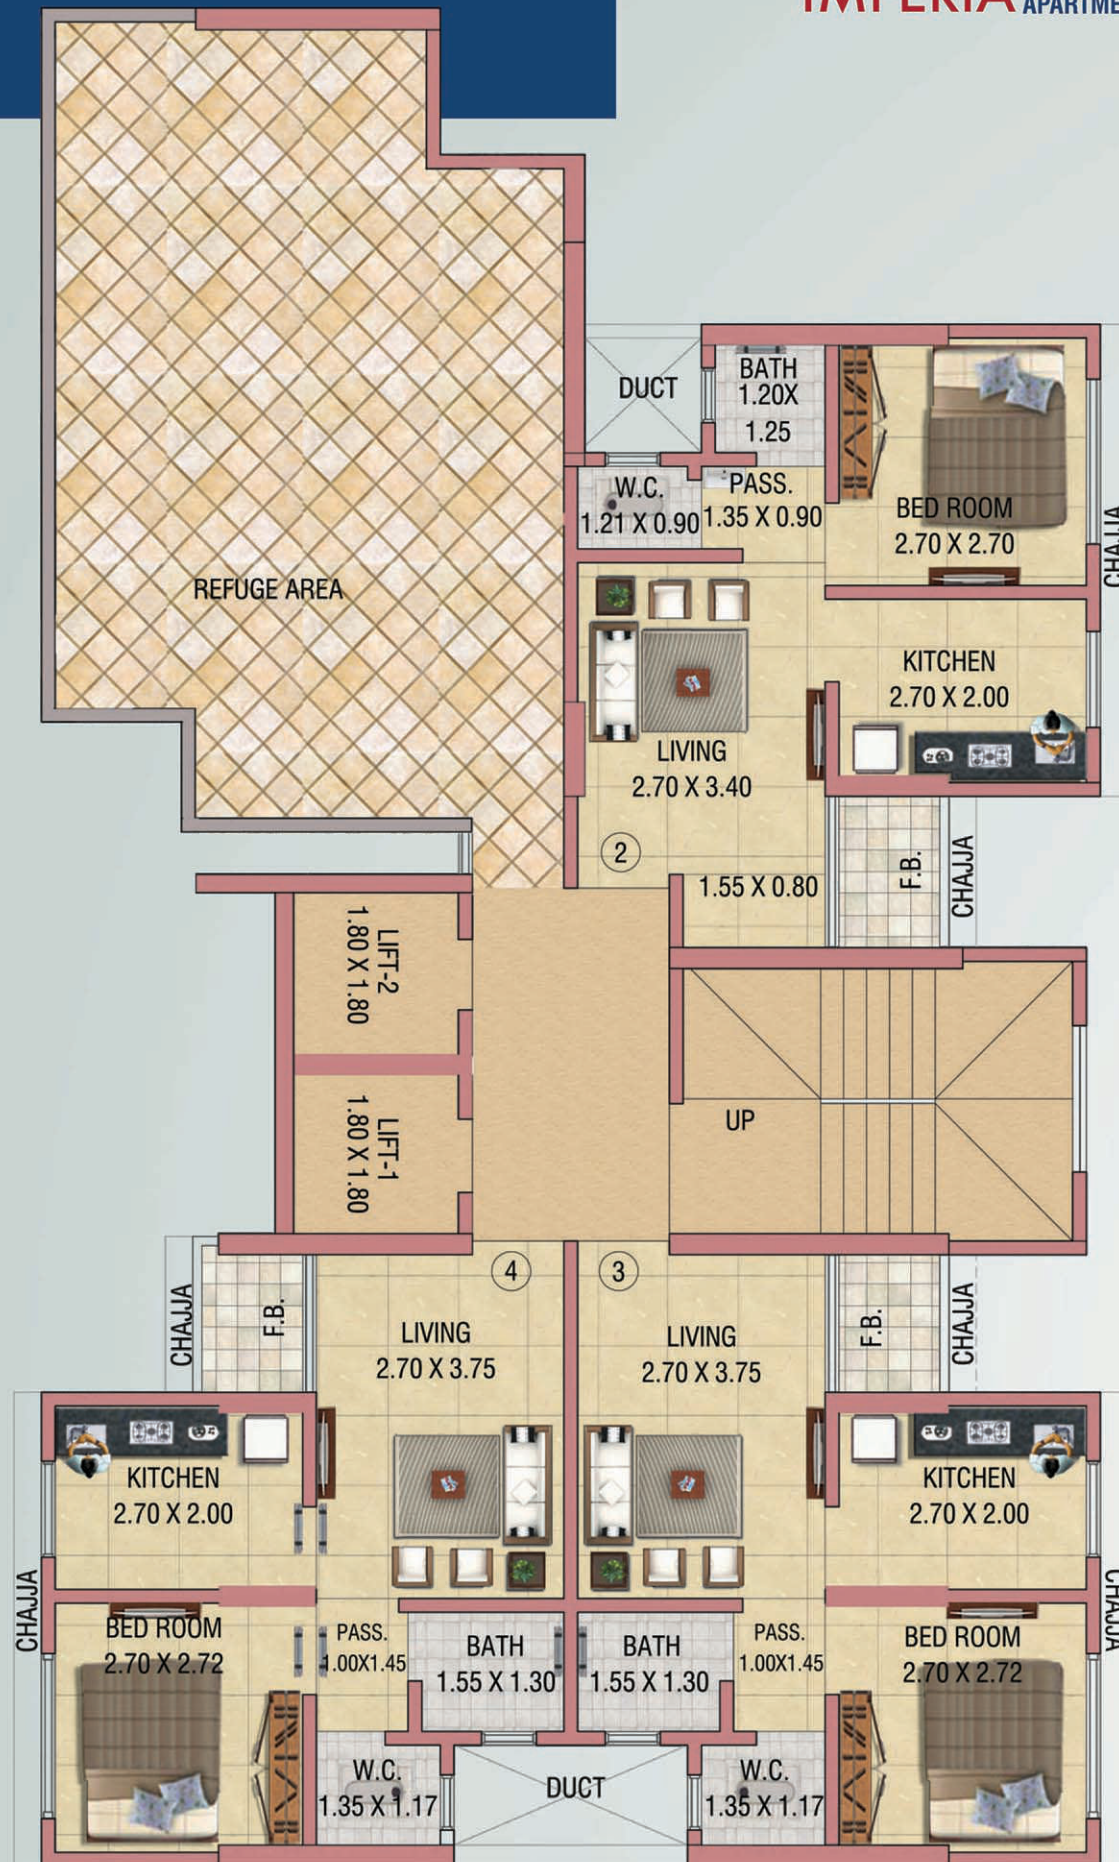 IMPERIA
DUCT
BATH
1.20X
1.25
W.C.
1.21 X 0.90
PASS.
1.35 X 0.90
BED ROOM
2.70 X 2.70
CHAJJA
REFUGE AREA
KITCHEN
2.70 X 2.00
LIVING
2.70 X 3.40
2
1.55 X 0.80
F.B.
CHAJJA
LIFT-2
1.80 X 1.80
LIFT-1
1.80 X 1.80
UP
CHAJJA
F.B.
4
LIVING
2.70 X 3.75
3
LIVING
2.70 X 3.75
F.B.
CHAJJA
KITCHEN
2.70 X 2.00
KITCHEN
2.70 X 2.00
CHAJJA
BED ROOM
2.70 X 2.72
PASS.
1.00X1.45
BATH
1.55 X 1.30
BATH
1.55 X 1.30
PASS.
1.00X1.45
BED ROOM
2.70 X 2.72
CHAJJA
W.C.
1.35 X 1.17
DUCT
W.C.
1.35 X 1.17